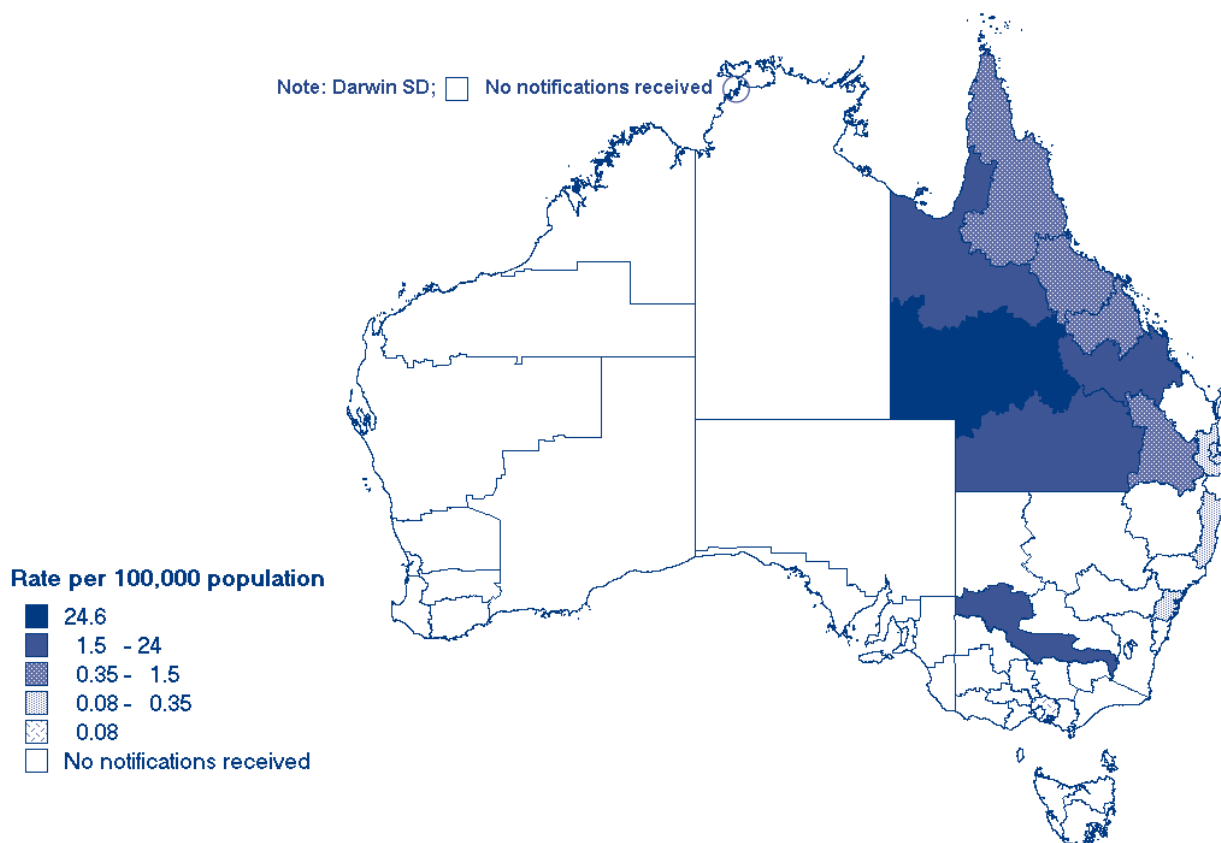 Note: Darwin SD; No notifications received
Rate per 100,000 population
24.6
1.5 - 24
0.35 - 1.5
0.08 - 0.35
0.08
No notifications received